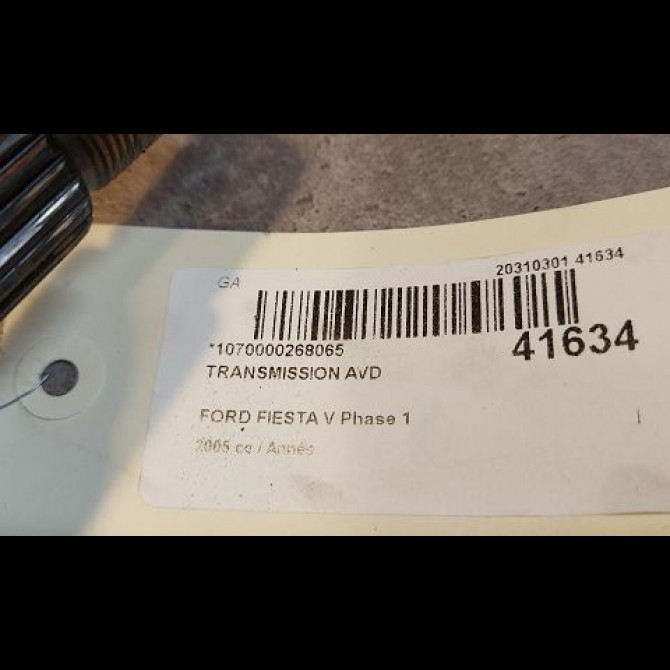 GA
20310301 41634
*1070000268065
41634
TRANSMISSION AVD
FORD FIESTA V Phase 1
2005 cc / Année